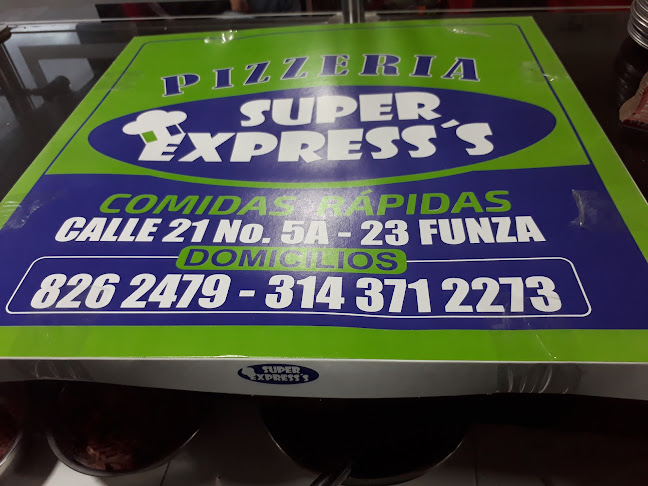 PIZZERIA
SUPER
EXPRESS´S
COMIDAS RÁPIDAS
CALLE 21 No. 5A - 23 FUNZA
DOMICILIOS
826 2479 - 314 371 2273
SUPER
EXPRESS´S